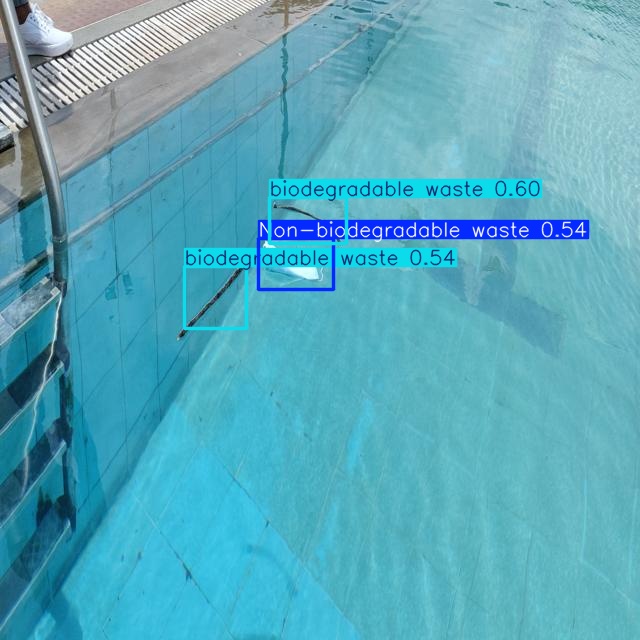 biodegradable waste 0.60
Non-biodegradable waste 0.54
biodegradable waste 0.54